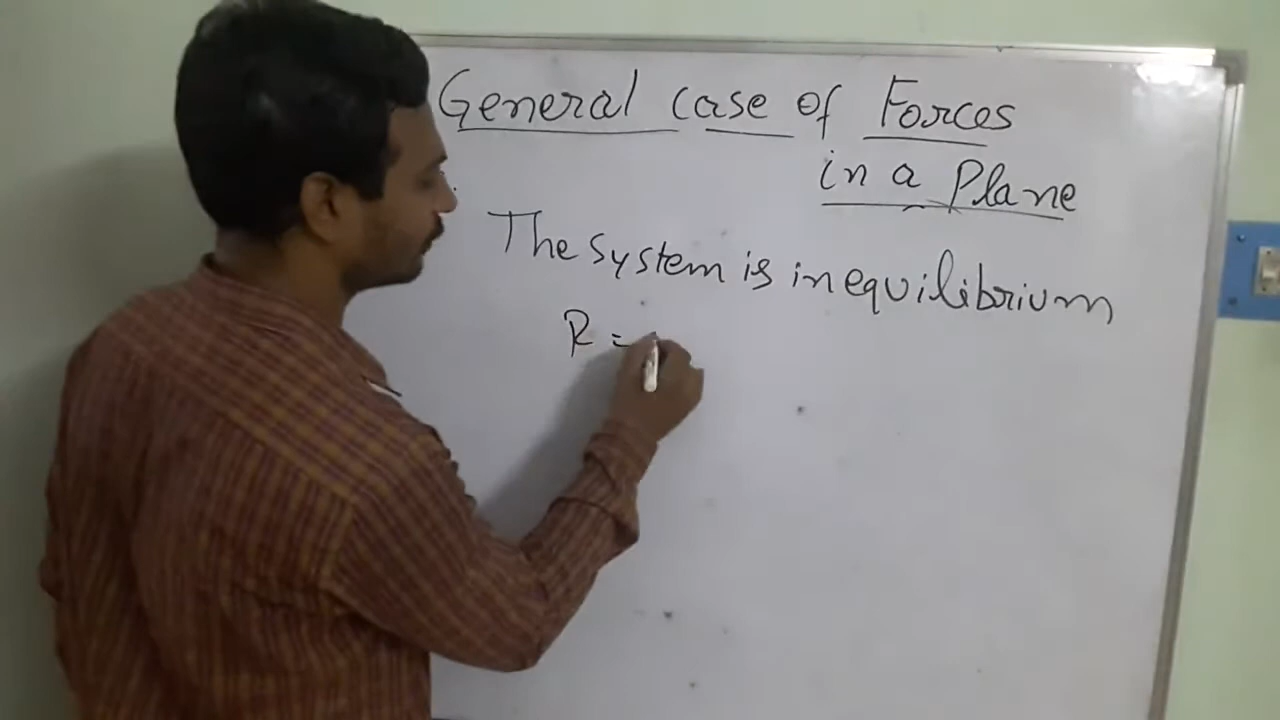 General case of Forces
in a Plane
The system is in equilibrium
R =